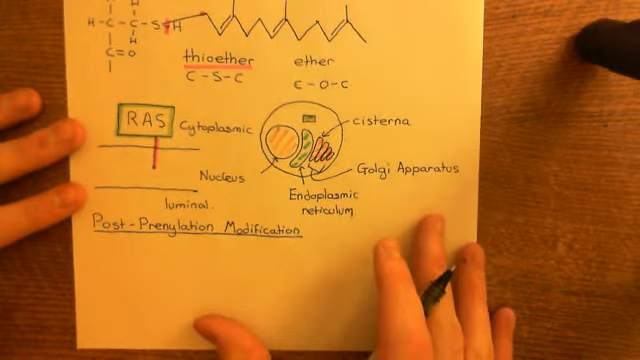 H
H-C-C-S-H
H
C=O
thioether
ether
C-S-C
C-O-C
RAS
Cytoplasmic
cisterna
Nucleus
Golgi Apparatus
Endoplasmic
reticulum
luminal.
Post-Prenylation Modification